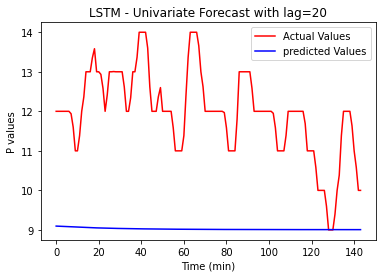 LSTM - Univariate Forecast with lag=20
Actual Values
predicted Values
P values
14
13
12
11
10
9
0
20
40
60
80
100
120
140
Time (min)